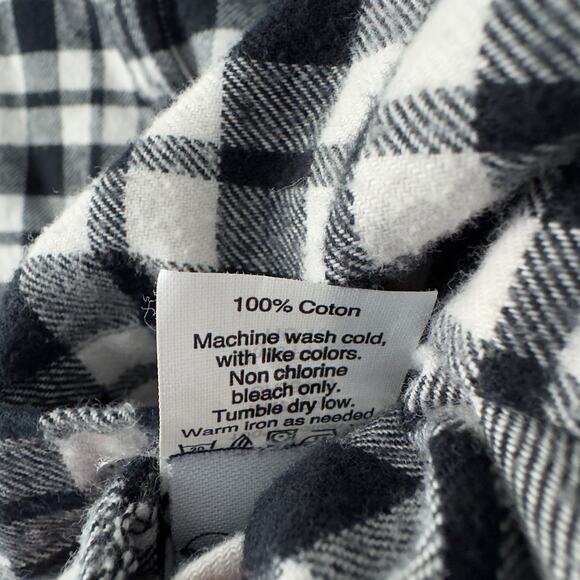 100% Coton
Machine wash cold,
with like colors.
Non chlorine
bleach only.
Tumble dry low.
Warm iron as needed